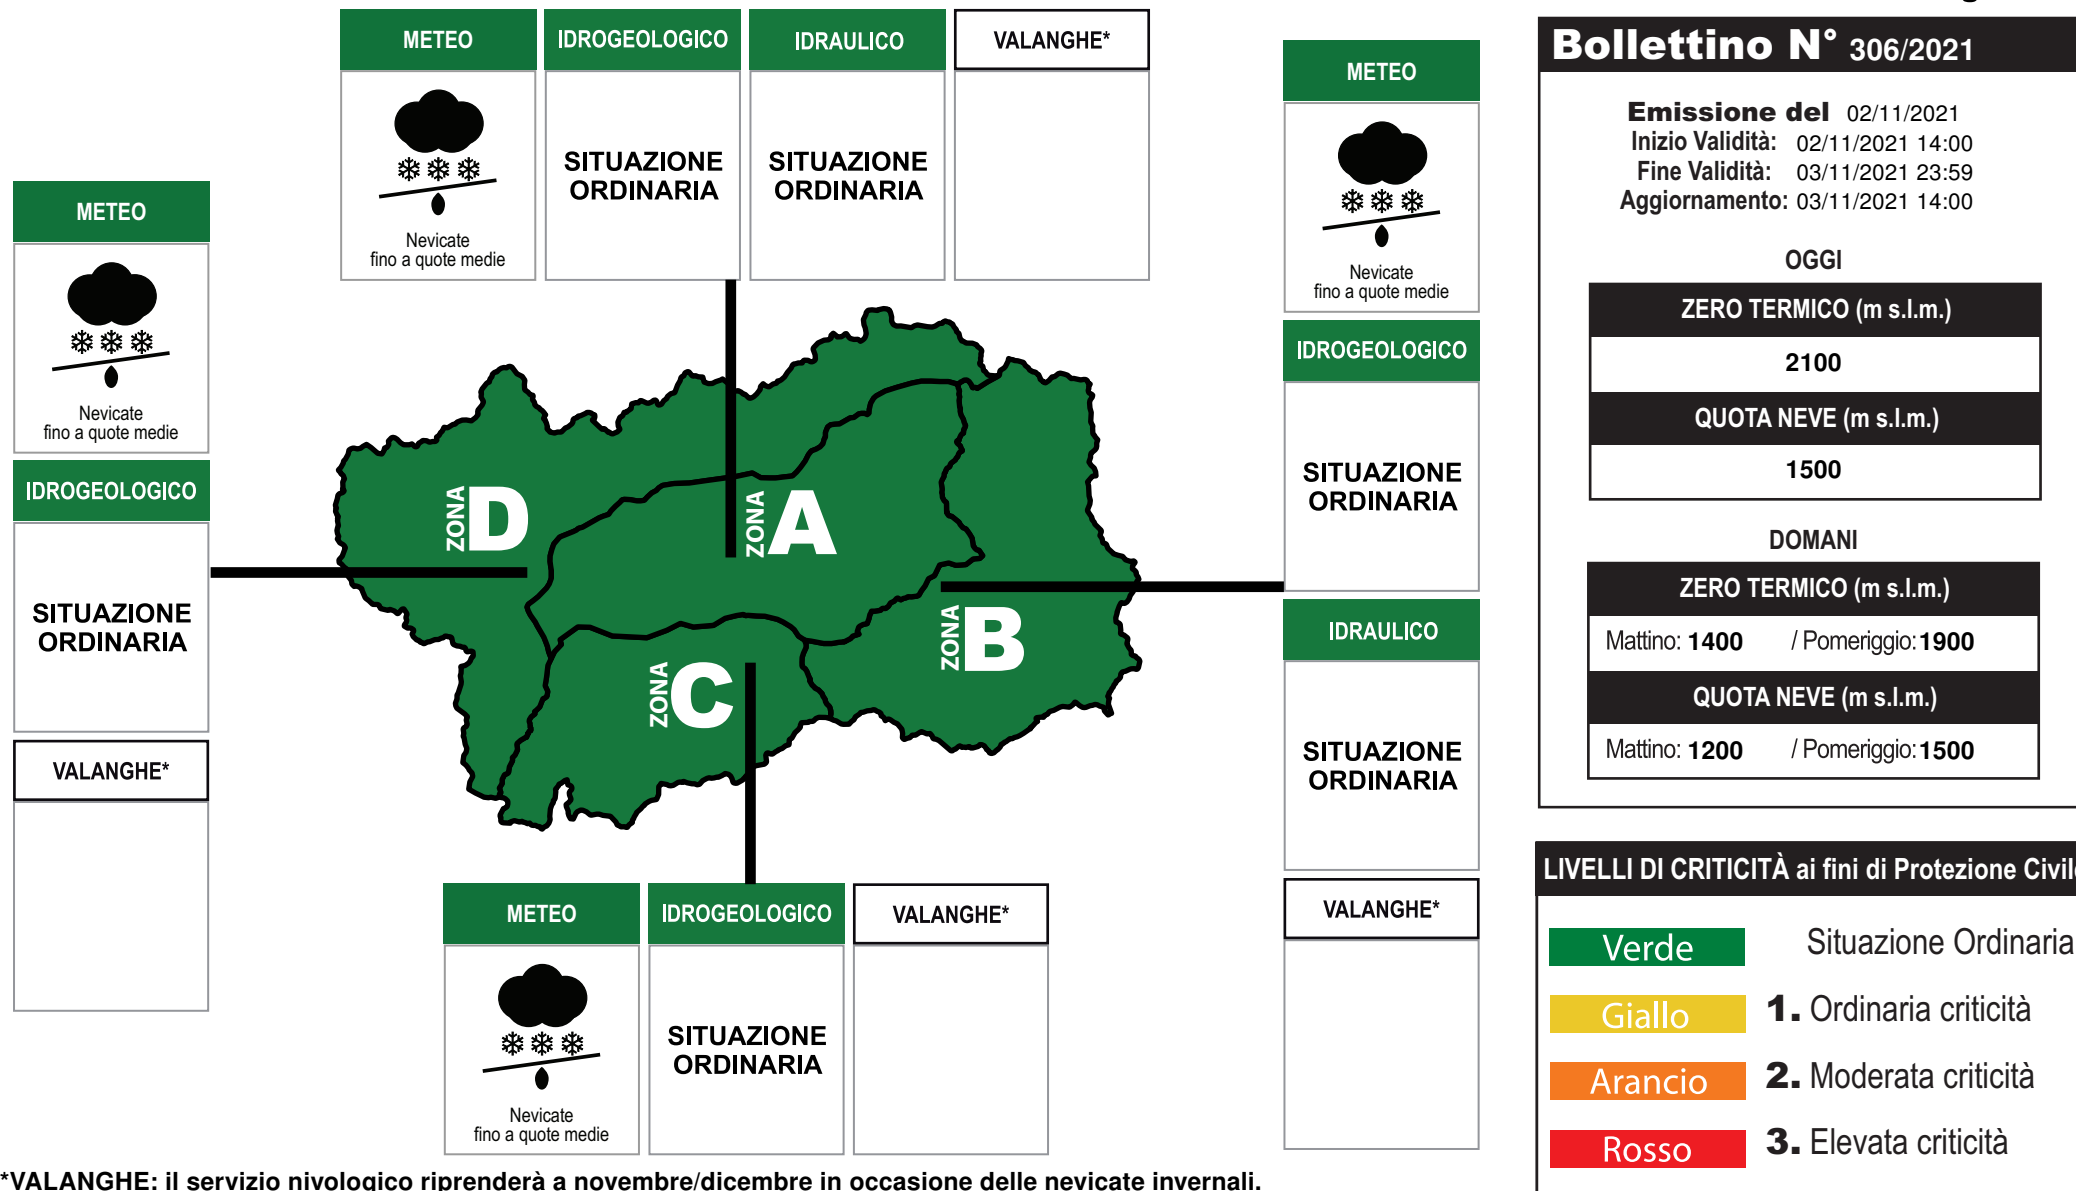 METEO IDROGEOLOGICO IDRAULICO VALANGHE*
SITUAZIONE ORDINARIA
SITUAZIONE ORDINARIA
Nevicate
fino a quote medie
METEO
Nevicate
fino a quote medie
IDROGEOLOGICO
SITUAZIONE
ORDINARIA
VALANGHE*
METEO
Nevicate
fino a quote medie
IDROGEOLOGICO
SITUAZIONE
ORDINARIA
IDRAULICO
SITUAZIONE
ORDINARIA
VALANGHE*
ZONA D
ZONA A
ZONA B
ZONA C
METEO IDROGEOLOGICO VALANGHE*
SITUAZIONE
ORDINARIA
Nevicate
fino a quote medie
*VALANGHE: il servizio nivologico riprenderà a novembre/dicembre in occasione delle nevicate invernali.
Bollettino N° 306/2021
Emissione del 02/11/2021
Inizio Validità: 02/11/2021 14:00
Fine Validità: 03/11/2021 23:59
Aggiornamento: 03/11/2021 14:00
OGGI
ZERO TERMICO (m s.l.m.)
2100
QUOTA NEVE (m s.l.m.)
1500
DOMANI
ZERO TERMICO (m s.l.m.)
Mattino: 1400 / Pomeriggio: 1900
QUOTA NEVE (m s.l.m.)
Mattino: 1200 / Pomeriggio: 1500
LIVELLI DI CRITICITÀ ai fini di Protezione Civile
Verde Situazione Ordinaria
Giallo 1. Ordinaria criticità
Arancio 2. Moderata criticità
Rosso 3. Elevata criticità